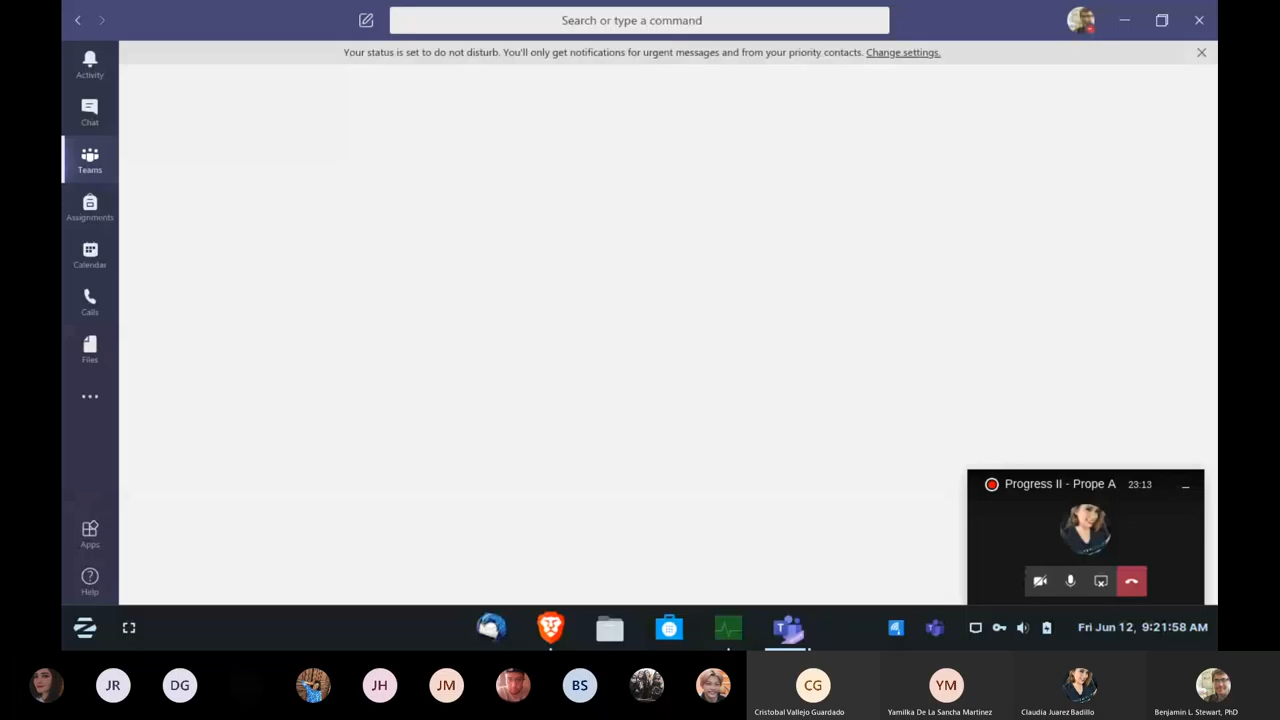 Search or type a command
Your status is set to do not disturb. You'll only get notifications for urgent messages and from your priority contacts. Change settings.
Activity
Chat
Teams
Assignments
Calendar
Calls
Files
Apps
Help
Progress II - Prope A 23:13
Fri Jun 12, 9:21:58 AM
JR
DG
JH
JM
BS
CG
YM
Cristobal Vallejo Guardado
Yamilka De La Sancha Martinez
Claudia Juarez Badillo
Benjamin L. Stewart, PhD